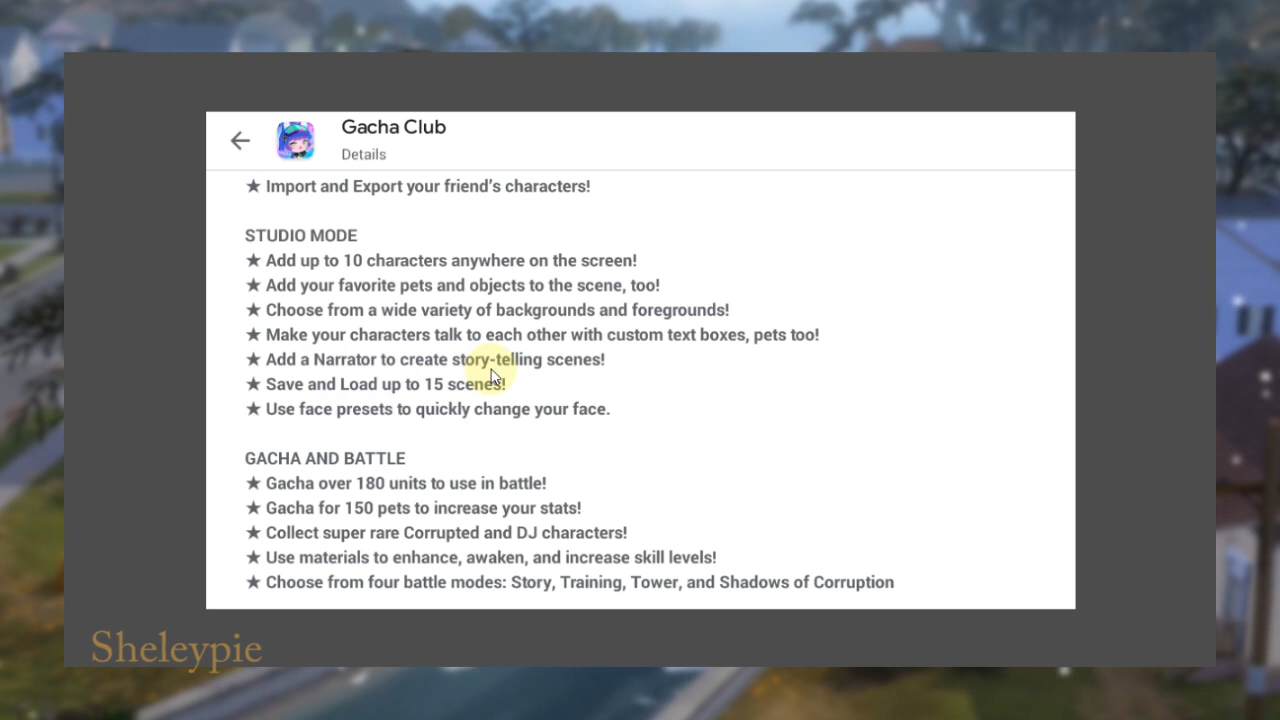 Gacha Club
Details
★ Import and Export your friend's characters!
STUDIO MODE
★ Add up to 10 characters anywhere on the screen!
★ Add your favorite pets and objects to the scene, too!
★ Choose from a wide variety of backgrounds and foregrounds!
★ Make your characters talk to each other with custom text boxes, pets too!
★ Add a Narrator to create story-telling scenes!
★ Save and Load up to 15 scenes!
★ Use face presets to quickly change your face.
GACHA AND BATTLE
★ Gacha over 180 units to use in battle!
★ Gacha for 150 pets to increase your stats!
★ Collect super rare Corrupted and DJ characters!
★ Use materials to enhance, awaken, and increase skill levels!
★ Choose from four battle modes: Story, Training, Tower, and Shadows of Corruption
Sheleypie